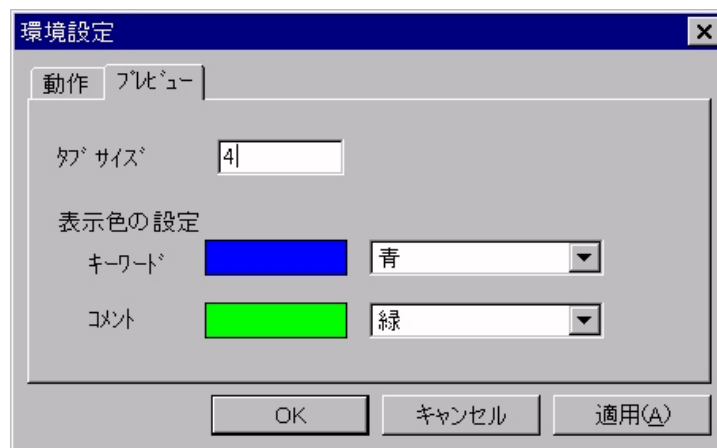 環境設定
動作 プレビュー
タブ サイズ 4
表示色の設定
キーワード 青
コメント 緑
OK キャンセル 適用(A)